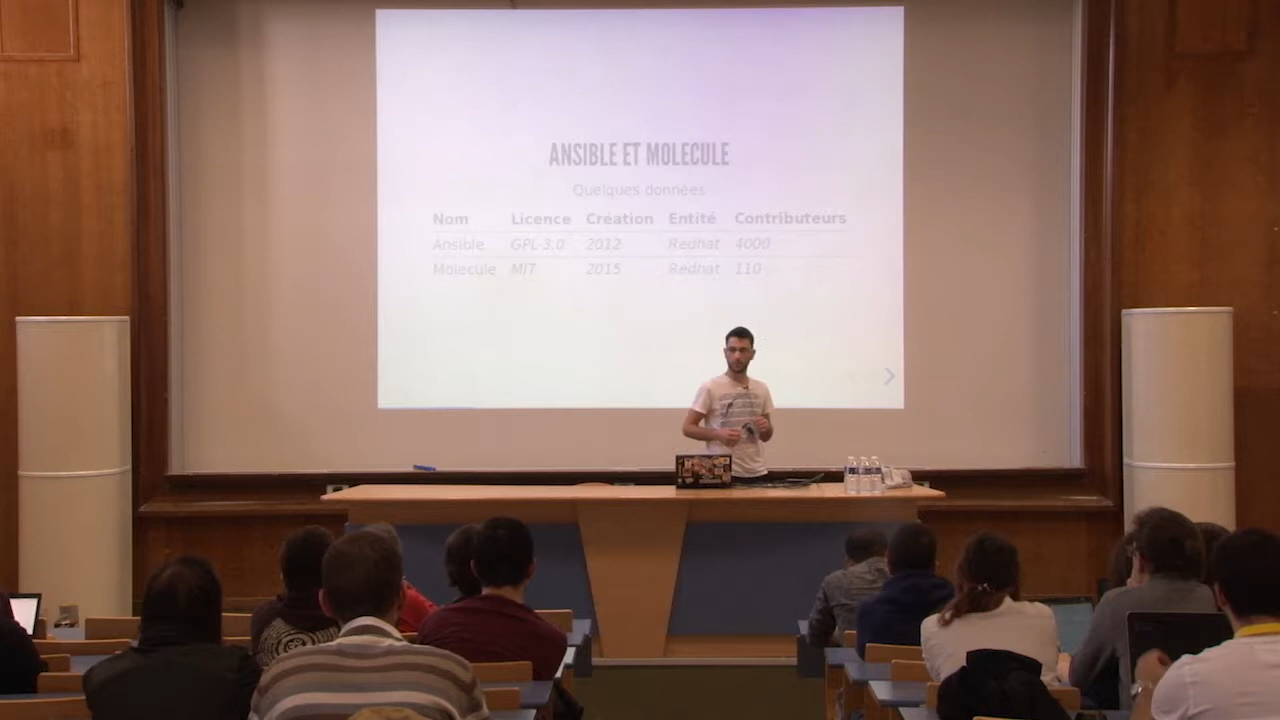 ANSIBLE ET MOLECULE
Quelques données
Nom Licence Création Entité Contributeurs
Ansible GPL-3.0 2012 Redhat 4000
Molecule MIT 2015 Redhat 110